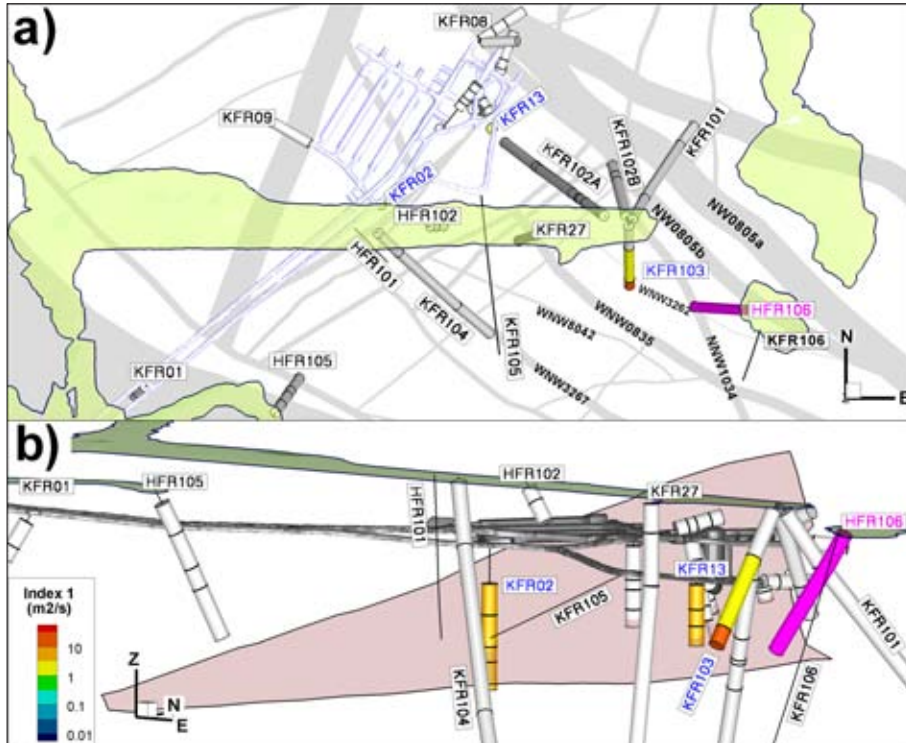 a)
KFR08
KFR09
KFR13
KFR101
KFR102B
KFR102A
KFR02
HFR102
KFR27
NW0805b
NW0805a
KFR103
HFR101
KFR104
WNW3262
HFR106
KFR106
WNW8042
WNW0835
NNW1034
KFR105
WNW3267
HFR105
KFR01
N
E
b)
KFR01
HFR105
HFR101
HFR102
KFR27
HFR106
KFR02
KFR13
KFR105
KFR101
KFR103
KFR104
KFR106
Index 1
(m2/s)
10
1
0.1
0.01
Z
N
E